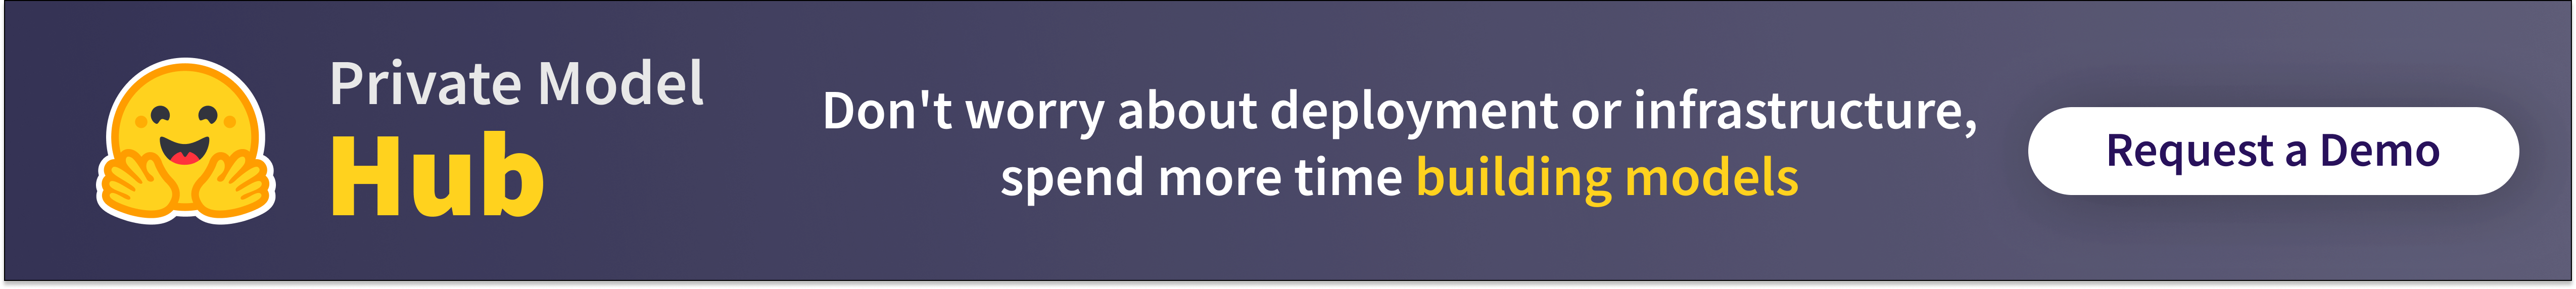 Private Model
Hub
Don't worry about deployment or infrastructure,
spend more time building models
Request a Demo